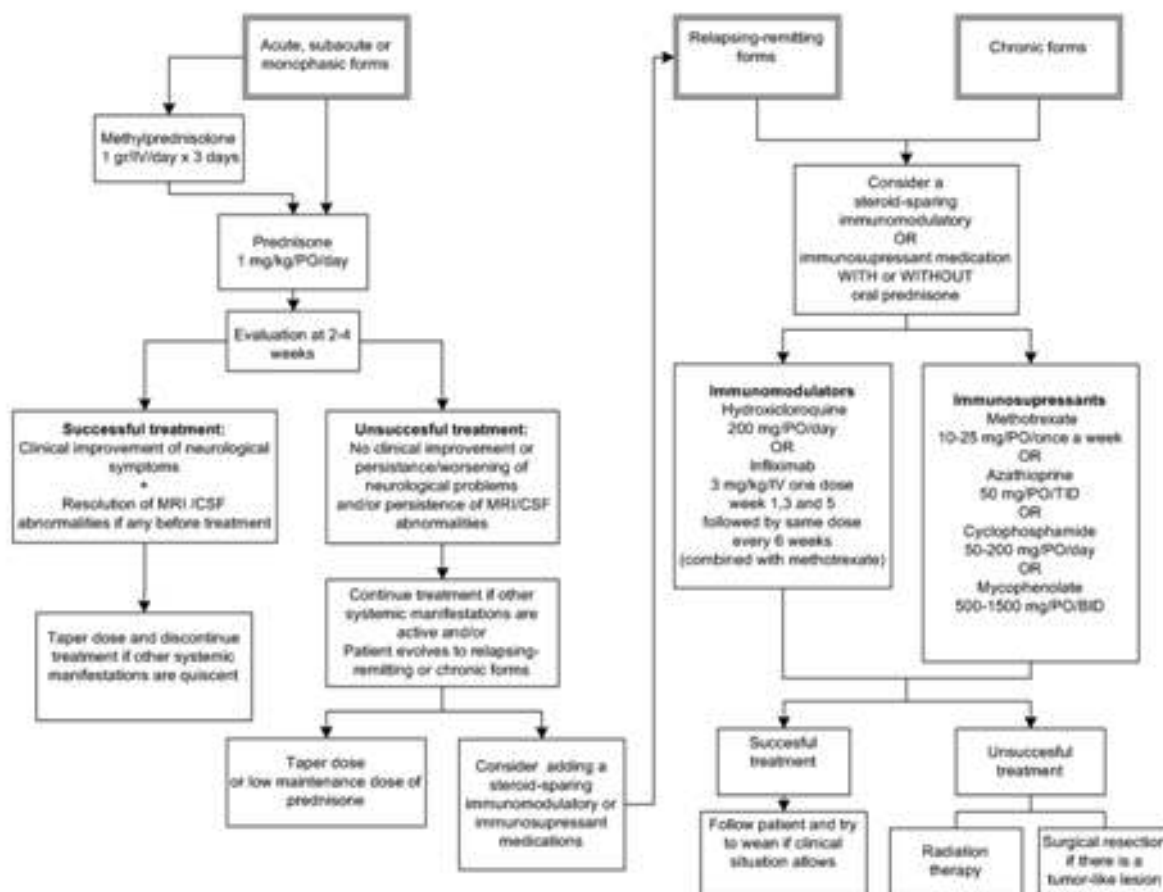 Acute, subacute or
monophasic forms
Methylprednisolone
1 gr/IV/day x 3 days
Prednisone
1 mg/kg/PO/day
Evaluation at 2-4
weeks
Successful treatment:
Clinical improvement of neurological
symptoms
+
Resolution of MRI /CSF
abnormalities if any before treatment
Taper dose and discontinue
treatment if other systemic
manifestations are quiscent
Unsuccesful treatment:
No clinical improvement or
persistance/worsening of
neurological problems
and/or persistence of MRI/CSF
abnormalities
Continue treatment if other
systemic manifestations are
active and/or
Patient evolves to relapsing-
remitting or chronic forms
Taper dose
or low maintenance dose of
prednisone
Consider adding a
steroid-sparing
immunomodulatory or
immunosupressant
medications
Relapsing-remitting
forms
Chronic forms
Consider a
steroid-sparing
immunomodulatory
OR
immunosupressant medication
WITH or WITHOUT
oral prednisone
Immunomodulators
Hydroxicloroquine
200 mg/PO/day
OR
Infliximab
3 mg/kg/IV one dose
week 1,3 and 5
followed by same dose
every 6 weeks
(combined with methotrexate)
Immunosupressants
Methotrexate
10-25 mg/PO/once a week
OR
Azathioprine
50 mg/PO/TID
OR
Cyclophosphamide
50-200 mg/PO/day
OR
Mycophenolate
500-1500 mg/PO/BID
Succesful
treatment
Follow patient and try
to wean if clinical
situation allows
Unsuccesful
treatment
Radiation
therapy
Surgical resection
if there is a
tumor-like lesion